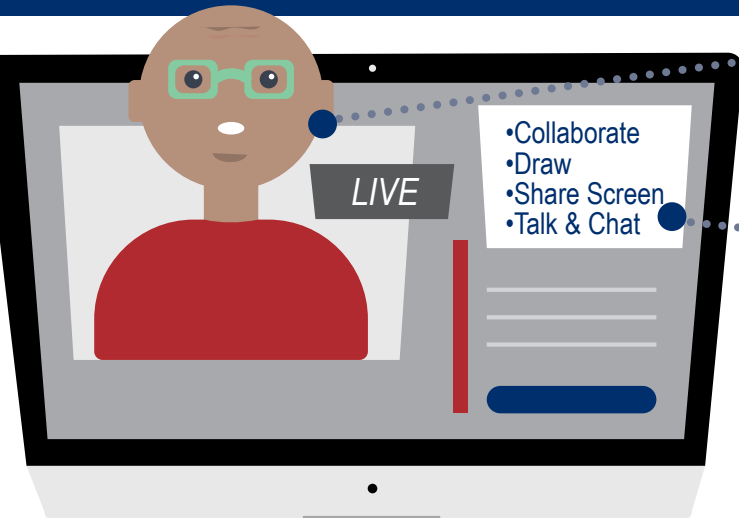 LIVE
•Collaborate
•Draw
•Share Screen
•Talk & Chat